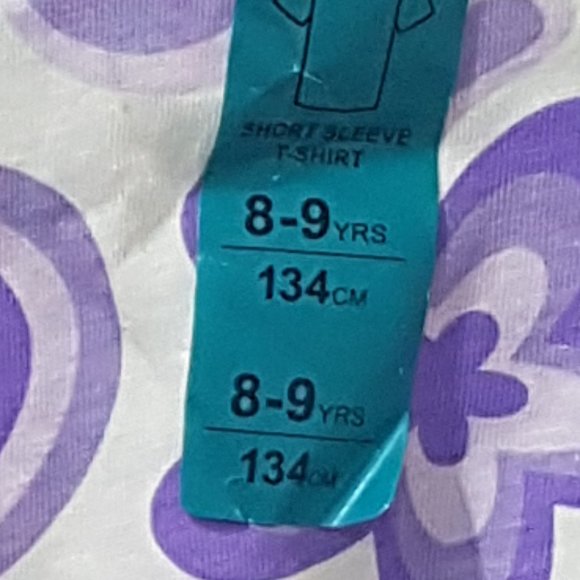 SHORT SLEEVE
T-SHIRT
8-9YRS
134CM
8-9YRS
134CM